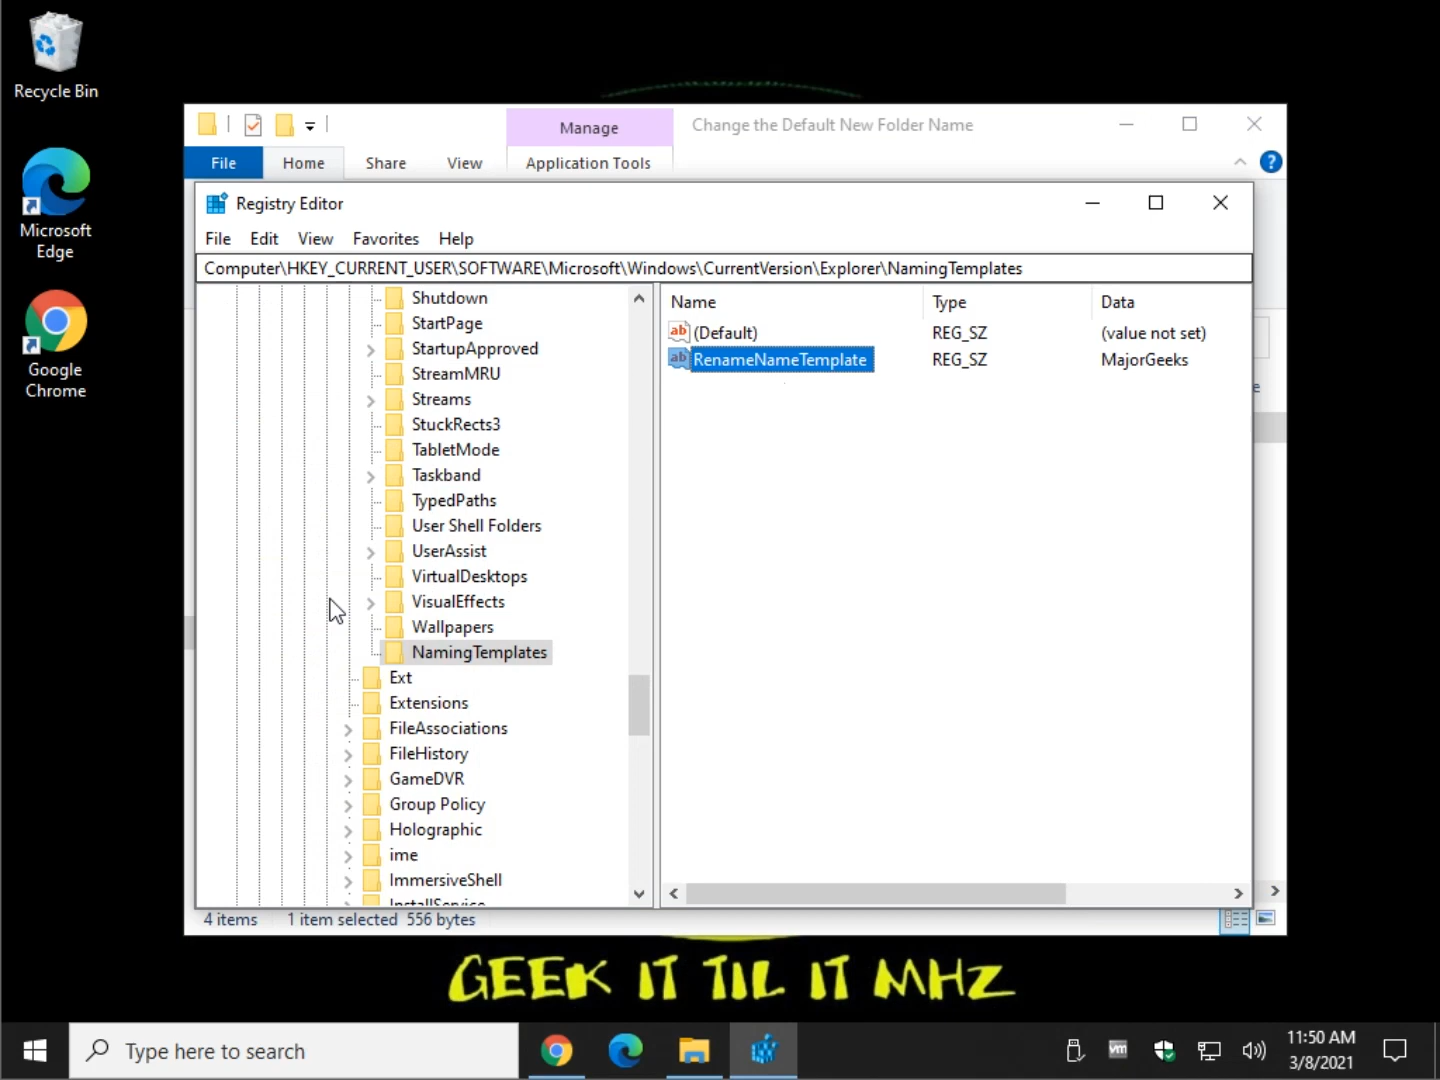 Recycle Bin
Microsoft
Edge
Google
Chrome
Manage
Change the Default New Folder Name
File
Home
Share
View
Application Tools
Registry Editor
File Edit View Favorites Help
Computer\HKEY_CURRENT_USER\SOFTWARE\Microsoft\Windows\CurrentVersion\Explorer\NamingTemplates
Shutdown
StartPage
StartupApproved
StreamMRU
Streams
StuckRects3
TabletMode
Taskband
TypedPaths
User Shell Folders
UserAssist
VirtualDesktops
VisualEffects
Wallpapers
NamingTemplates
Ext
Extensions
FileAssociations
FileHistory
GameDVR
Group Policy
Holographic
ime
ImmersiveShell
InstallService
Name Type Data
ab (Default) REG_SZ (value not set)
ab RenameNameTemplate REG_SZ MajorGeeks
4 items 1 item selected 556 bytes
GEEK IT TIL IT MHZ
Type here to search
vm
11:50 AM
3/8/2021